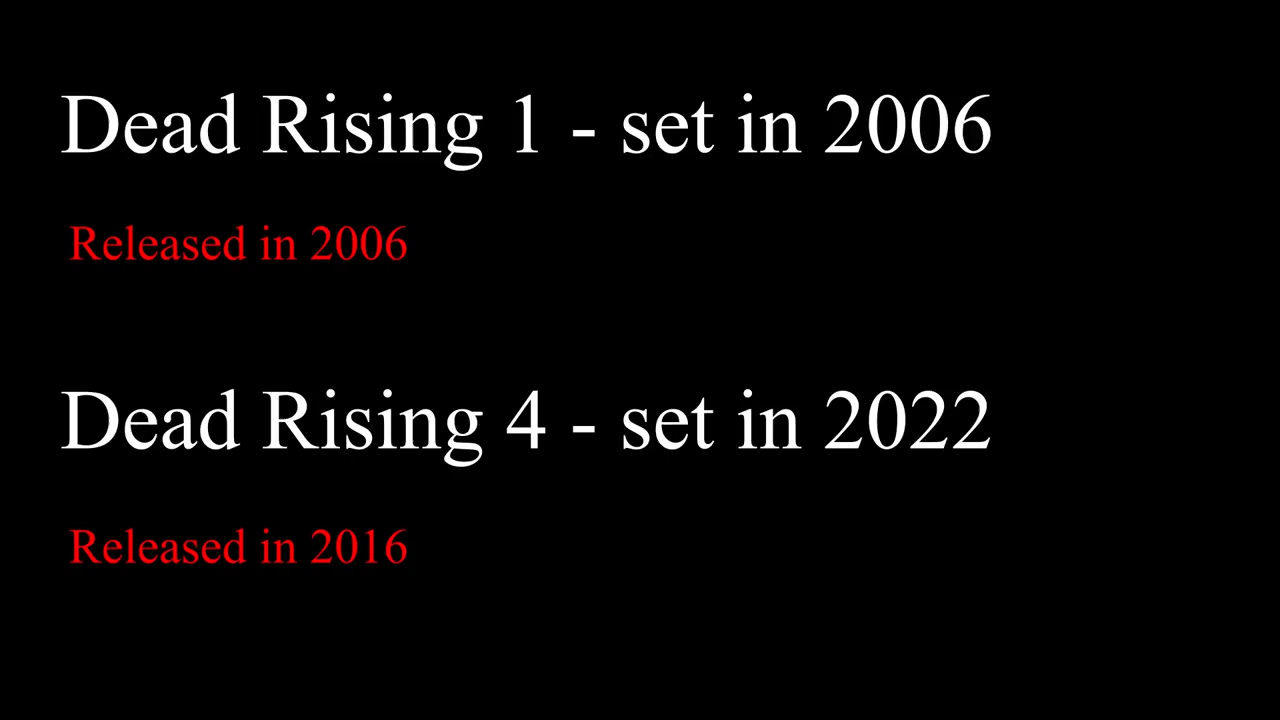 Dead Rising 1 - set in 2006
Released in 2006
Dead Rising 4 - set in 2022
Released in 2016